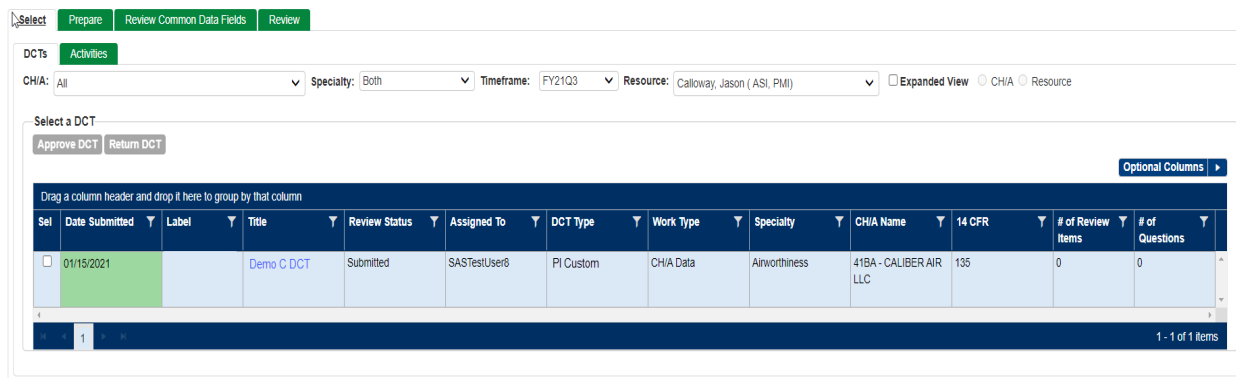 Select Prepare Review Common Data Fields Review
DCTs Activities
CH/A: All Specialty: Both Timeframe: FY21Q3 Resource: Calloway, Jason ( ASI, PMI) Expanded View CH/A Resource
Select a DCT
Approve DCT Return DCT
Optional Columns
Drag a column header and drop it here to group by that column
Sel Date Submitted Label Title Review Status Assigned To DCT Type Work Type Specialty CH/A Name 14 CFR # of Review Items # of Questions
01/15/2021 Demo C DCT Submitted SASTestUser8 PI Custom CH/A Data Airworthiness 41BA - CALIBER AIR LLC 135 0 0
1 1 - 1 of 1 items